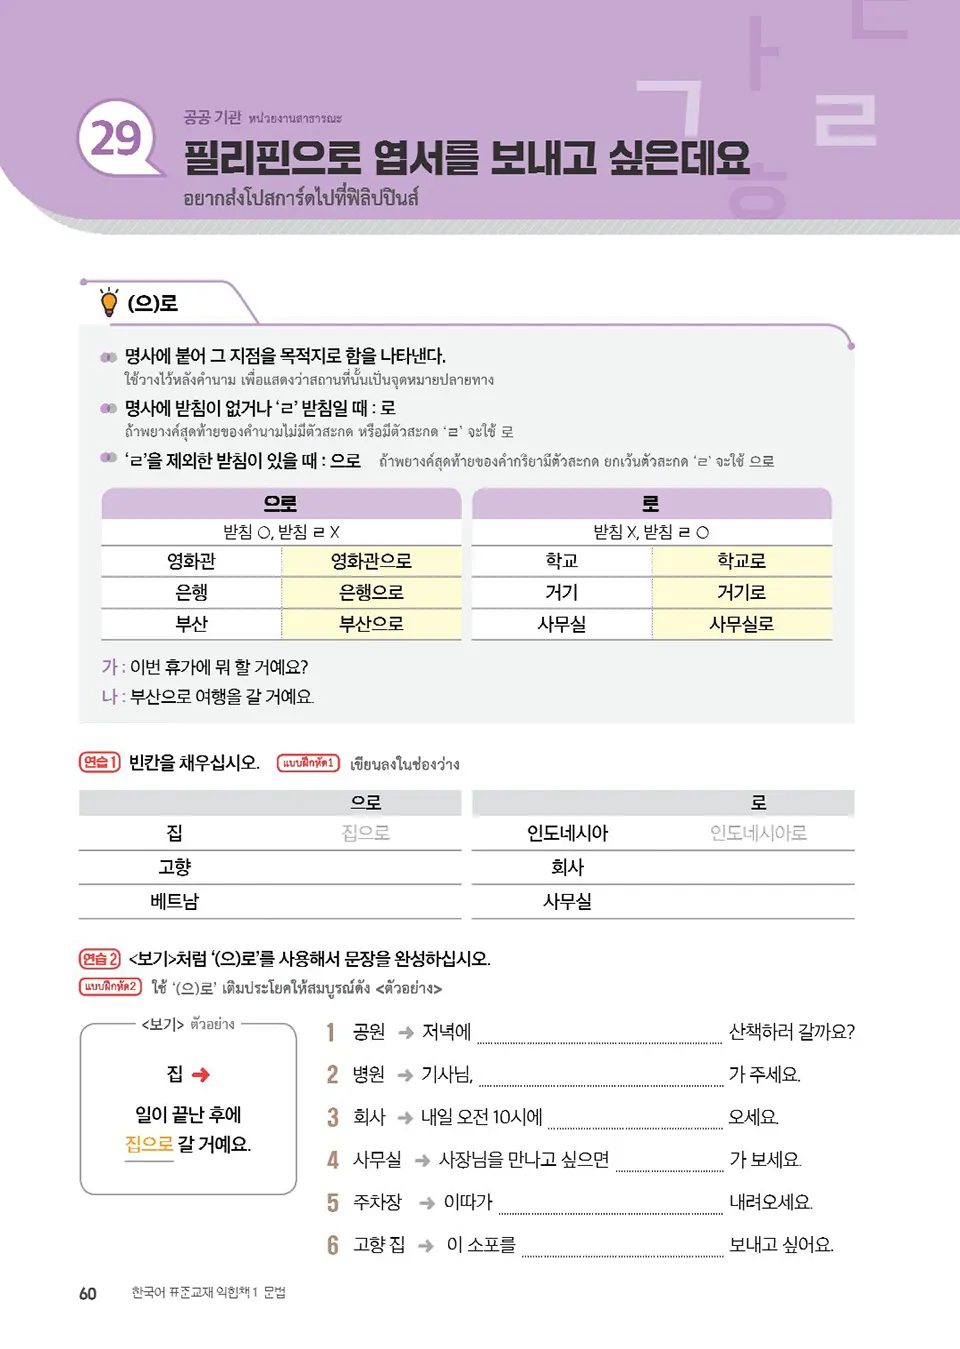 29
공공 기관 หน่วยงานสาธารณะ
필리핀으로 엽서를 보내고 싶은데요
อยากส่งโปสการ์ดไปที่ฟิลิปปินส์
ㄱ ㅏ ㄴ ㄹ ㅎ
(으)로
명사에 붙어 그 지점을 목적지로 함을 나타낸다.
ใช้วางไว้หลังคำนาม เพื่อแสดงว่าสถานที่นั้นเป็นจุดหมายปลายทาง
명사에 받침이 없거나 ‘ㄹ’ 받침일 때 : 로
ถ้าพยางค์สุดท้ายของคำนามไม่มีตัวสะกด หรือมีตัวสะกด ‘ㄹ’ จะใช้ 로
‘ㄹ’을 제외한 받침이 있을 때 : 으로 ถ้าพยางค์สุดท้ายของคำกริยามีตัวสะกด ยกเว้นตัวสะกด ‘ㄹ’ จะใช้ 으로
으로 로
받침 O, 받침 ㄹ X 받침 X, 받침 ㄹ O
영화관 영화관으로 학교 학교로
은행 은행으로 거기 거기로
부산 부산으로 사무실 사무실로
가 : 이번 휴가에 뭐 할 거예요?
나 : 부산으로 여행을 갈 거예요.
연습 1 빈칸을 채우십시오. แบบฝึกหัด1 เขียนลงในช่องว่าง
으로 로
집 집으로 인도네시아 인도네시아로
고향 회사
베트남 사무실
연습 2 <보기>처럼 ‘(으)로’를 사용해서 문장을 완성하십시오.
แบบฝึกหัด2 ใช้ ‘(으)로’ เติมประโยคให้สมบูรณ์ดัง <ตัวอย่าง>
<보기> ตัวอย่าง
집 ➔
일이 끝난 후에
집으로 갈 거예요.
1 공원 ➔ 저녁에 산책하러 갈까요?
2 병원 ➔ 기사님, 가 주세요.
3 회사 ➔ 내일 오전 10시에 오세요.
4 사무실 ➔ 사장님을 만나고 싶으면 가 보세요.
5 주차장 ➔ 이따가 내려오세요.
6 고향 집 ➔ 이 소포를 보내고 싶어요.
60 한국어 표준교재 익힘책 1 문법